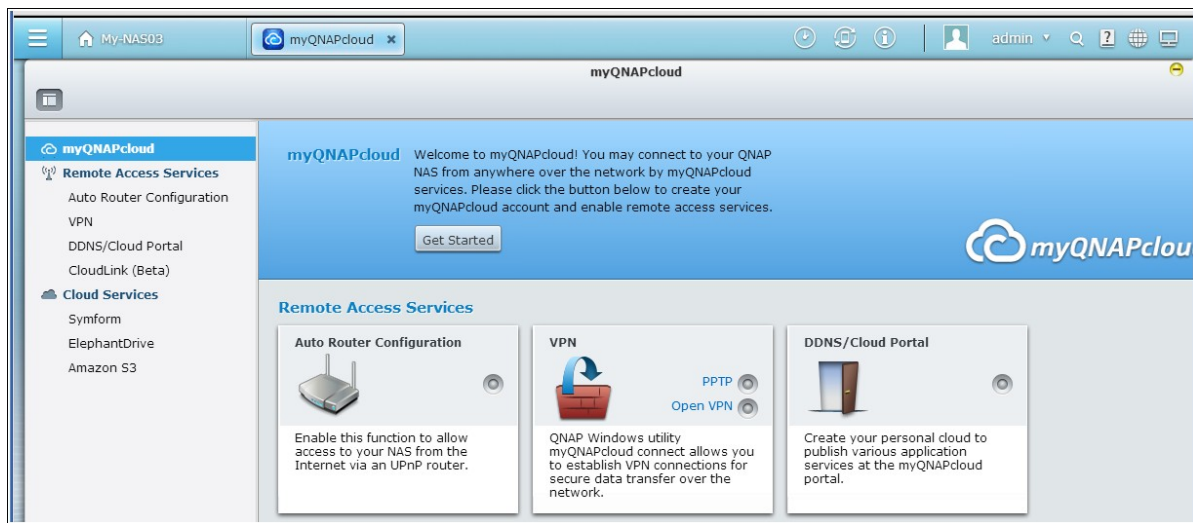 My-NAS03
myQNAPcloud
admin
myQNAPcloud
myQNAPcloud
Remote Access Services
Auto Router Configuration
VPN
DDNS/Cloud Portal
CloudLink (Beta)
Cloud Services
Symform
ElephantDrive
Amazon S3
myQNAPcloud
Welcome to myQNAPcloud! You may connect to your QNAP
NAS from anywhere over the network by myQNAPcloud
services. Please click the button below to create your
myQNAPcloud account and enable remote access services.
Get Started
myQNAPclou
Remote Access Services
Auto Router Configuration
Enable this function to allow
access to your NAS from the
Internet via an UPnP router.
VPN
PPTP
Open VPN
QNAP Windows utility
myQNAPcloud connect allows you
to establish VPN connections for
secure data transfer over the
network.
DDNS/Cloud Portal
Create your personal cloud to
publish various application
services at the myQNAPcloud
portal.